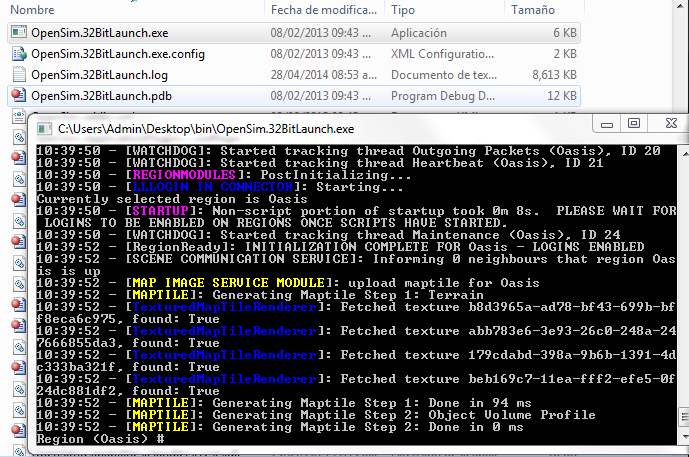 Nombre Fecha de modifica... Tipo Tamaño
OpenSim.32BitLaunch.exe 08/02/2013 09:43 ... Aplicación 6 KB
OpenSim.32BitLaunch.exe.config 08/02/2013 09:43 ... XML Configuratio... 2 KB
OpenSim.32BitLaunch.log 28/04/2014 08:53 a... Documento de tex... 8,613 KB
OpenSim.32BitLaunch.pdb 08/02/2013 09:43 ... Program Debug D... 12 KB
C:\Users\Admin\Desktop\bin\OpenSim.32BitLaunch.exe
10:39:50 - [WATCHDOG]: Started tracking thread Outgoing Packets (Oasis), ID 20
10:39:50 - [WATCHDOG]: Started tracking thread Heartbeat (Oasis), ID 21
10:39:50 - [REGIONMODULES]: PostInitializing...
10:39:50 - [LLLOGIN IN CONNECTOR]: Starting...
Currently selected region is Oasis
10:39:50 - [STARTUP]: Non-script portion of startup took 0m 8s.  PLEASE WAIT FOR
LOGINS TO BE ENABLED ON REGIONS ONCE SCRIPTS HAVE STARTED.
10:39:50 - [WATCHDOG]: Started tracking thread Maintenance (Oasis), ID 24
10:39:52 - [RegionReady]: INITIALIZATION COMPLETE FOR Oasis - LOGINS ENABLED
10:39:52 - [SCENE COMMUNICATION SERVICE]: Informing 0 neighbours that region Oas
is is up
10:39:52 - [MAP IMAGE SERVICE MODULE]: upload maptile for Oasis
10:39:52 - [MAPTILE]: Generating Maptile Step 1: Terrain
10:39:52 - [TexturedMapTileRenderer]: Fetched texture b8d3965a-ad78-bf43-699b-bf
f8eca6c975, found: True
10:39:52 - [TexturedMapTileRenderer]: Fetched texture abb783e6-3e93-26c0-248a-24
7666855da3, found: True
10:39:52 - [TexturedMapTileRenderer]: Fetched texture 179cdabd-398a-9b6b-1391-4d
c333ba321f, found: True
10:39:52 - [TexturedMapTileRenderer]: Fetched texture beb169c7-11ea-fff2-efe5-0f
24dc881df2, found: True
10:39:52 - [MAPTILE]: Generating Maptile Step 1: Done in 94 ms
10:39:52 - [MAPTILE]: Generating Maptile Step 2: Object Volume Profile
10:39:52 - [MAPTILE]: Generating Maptile Step 2: Done in 0 ms
Region (Oasis) #